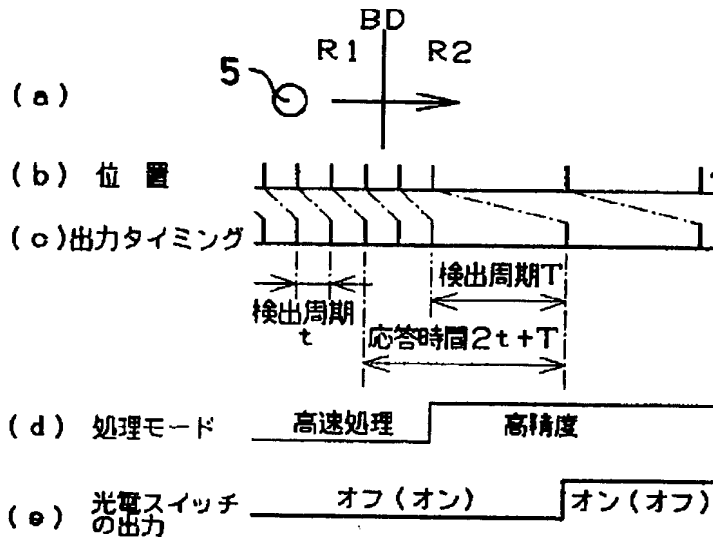 BD
R1 R2
5
(a)
(b) 位置
(c)出力タイミング
検出周期T
検出周期
t
応答時間2t+T
(d) 処理モード 高速処理 高精度
(e) 光電スイッチ
の出力 オフ(オン) オン(オフ)